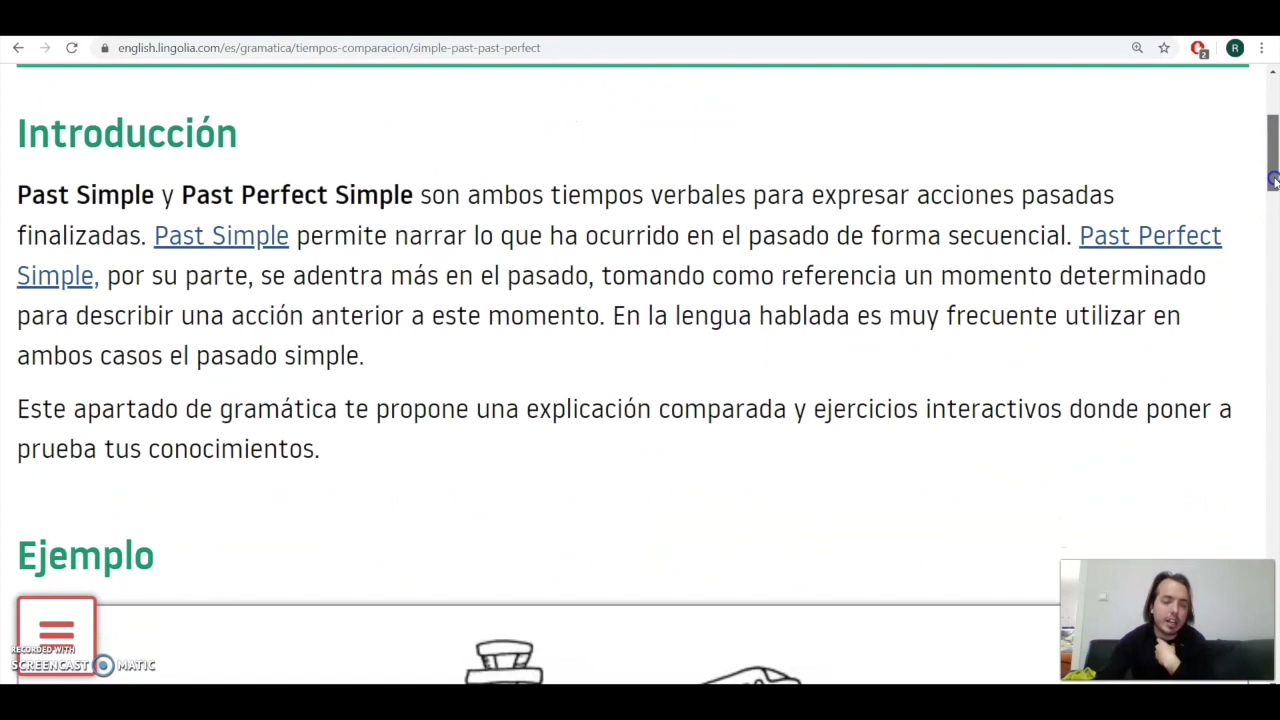 english.lingolia.com/es/gramatica/tiempos-comparacion/simple-past-past-perfect
2
R
Introducción
Past Simple y Past Perfect Simple son ambos tiempos verbales para expresar acciones pasadas
finalizadas. Past Simple permite narrar lo que ha ocurrido en el pasado de forma secuencial. Past Perfect
Simple, por su parte, se adentra más en el pasado, tomando como referencia un momento determinado
para describir una acción anterior a este momento. En la lengua hablada es muy frecuente utilizar en
ambos casos el pasado simple.
Este apartado de gramática te propone una explicación comparada y ejercicios interactivos donde poner a
prueba tus conocimientos.
Ejemplo
RECORDED WITH
SCREENCAST MATIC